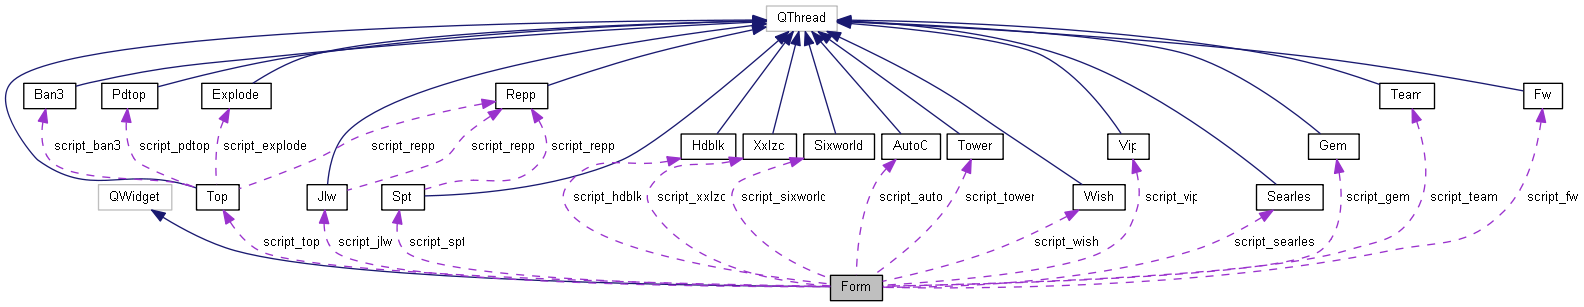 QThread
Ban3
Pdtop
Explode
Repp
Team
Fw
script_ban3
script_pdtop
script_explode
script_repp
script_repp
script_repp
Hdblk
Xxlzc
Sixworld
AutoC
Tower
Vip
Gem
QWidget
Top
Jlw
Spt
script_hdblk
script_xxlzc
script_sixworld
script_auto
script_tower
Wish
script_vip
Searles
script_gem
script_team
script_fw
script_top
script_jlw
script_spt
script_wish
script_searles
Form